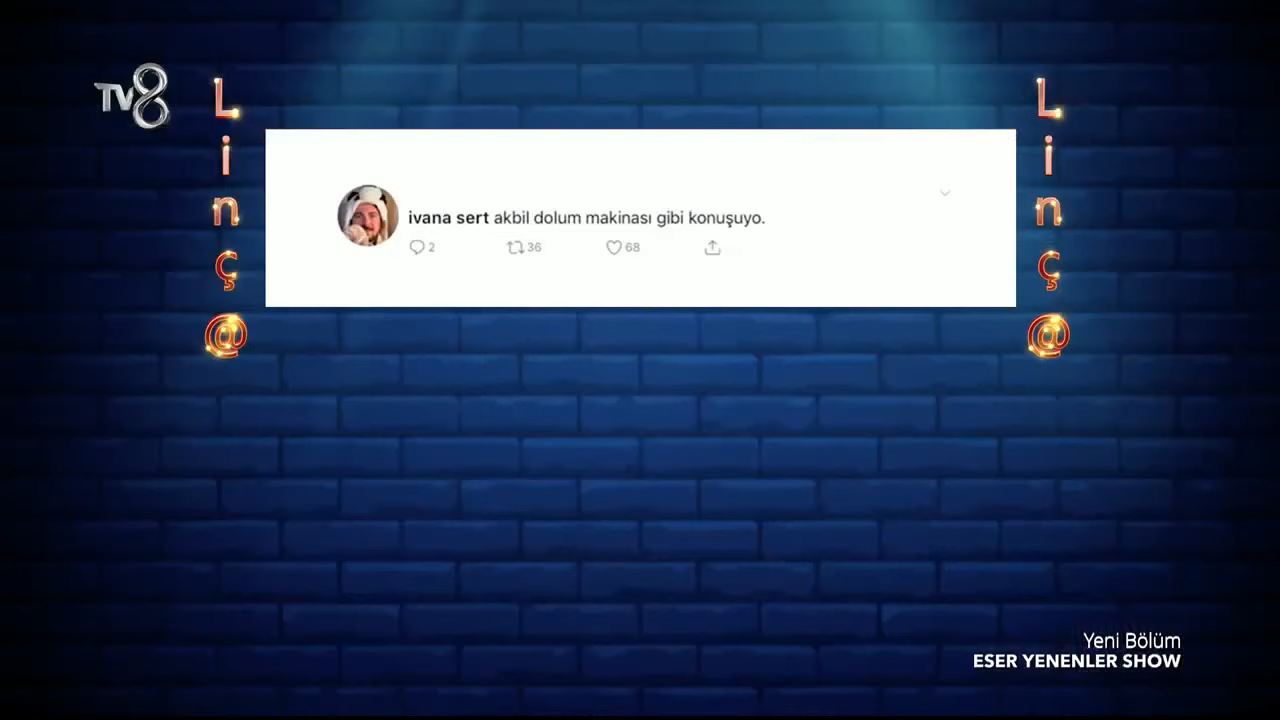 TV8
Linç@
Linç@
ivana sert akbil dolum makinası gibi konuşuyo.
2 36 68
Yeni Bölüm
ESER YENENLER SHOW